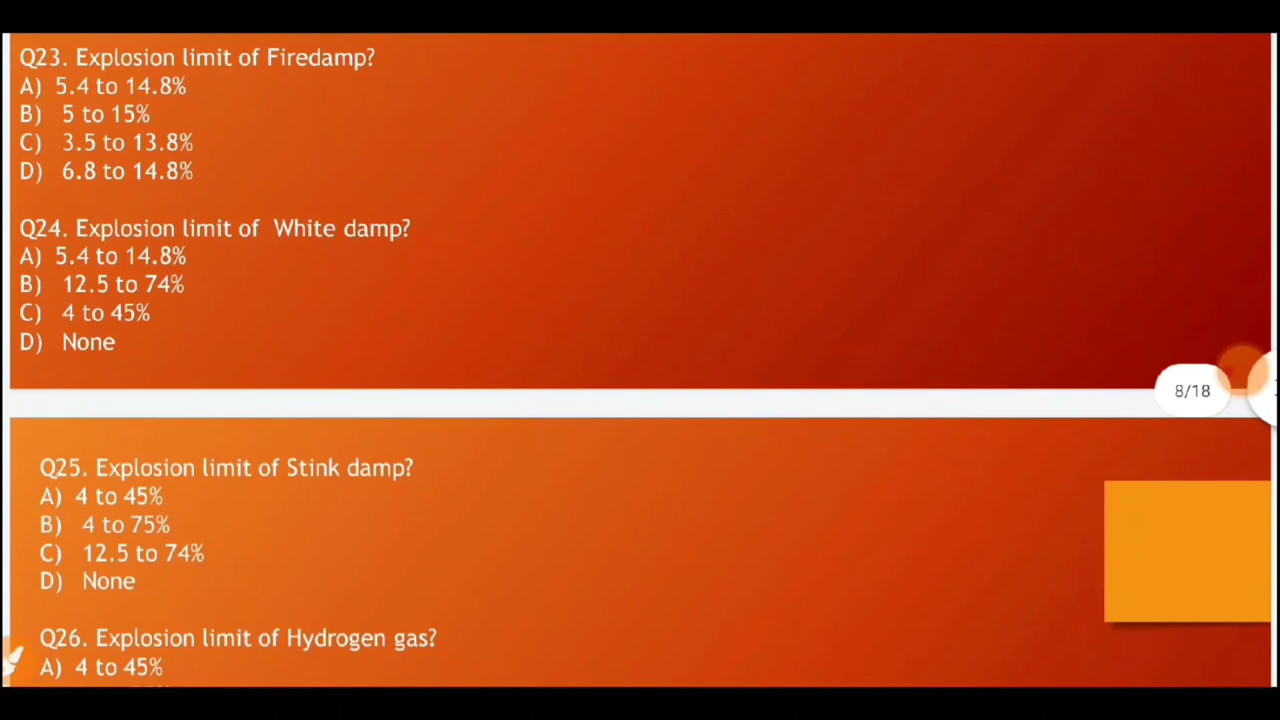 Q23. Explosion limit of Firedamp?
A) 5.4 to 14.8%
B) 5 to 15%
C) 3.5 to 13.8%
D) 6.8 to 14.8%
Q24. Explosion limit of White damp?
A) 5.4 to 14.8%
B) 12.5 to 74%
C) 4 to 45%
D) None
8/18
Q25. Explosion limit of Stink damp?
A) 4 to 45%
B) 4 to 75%
C) 12.5 to 74%
D) None
Q26. Explosion limit of Hydrogen gas?
A) 4 to 45%